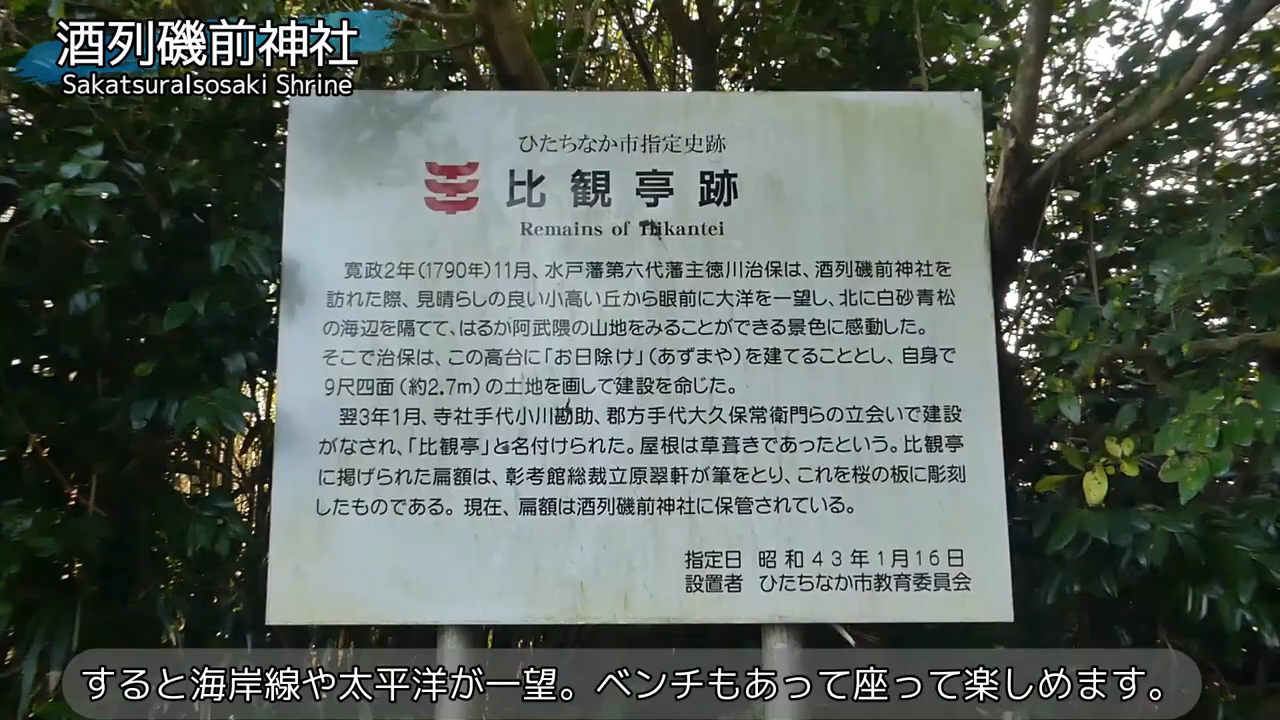 酒列磯前神社
SakatsuraIsosaki Shrine
ひたちなか市指定史跡
比観亭跡
Remains of Hikantei
寛政2年(1790年)11月、水戸藩第六代藩主徳川治保は、酒列磯前神社を
訪れた際、見晴らしの良い小高い丘から眼前に大洋を一望し、北に白砂青松
の海辺を隔てて、はるか阿武隈の山地をみることができる景色に感動した。
そこで治保は、この高台に「お日除け」(あずまや)を建てることとし、自身で
9尺四面(約2.7m)の土地を画して建設を命じた。
翌3年1月、寺社手代小川勘助、郡方手代大久保常衛門らの立会いで建設
がなされ、「比観亭」と名付けられた。屋根は草葺きであったという。比観亭
に掲げられた扁額は、彰考館総裁立原翠軒が筆をとり、これを桜の板に彫刻
したものである。現在、扁額は酒列磯前神社に保管されている。
指定日 昭和43年1月16日
設置者 ひたちなか市教育委員会
すると海岸線や太平洋が一望。ベンチもあって座って楽しめます。